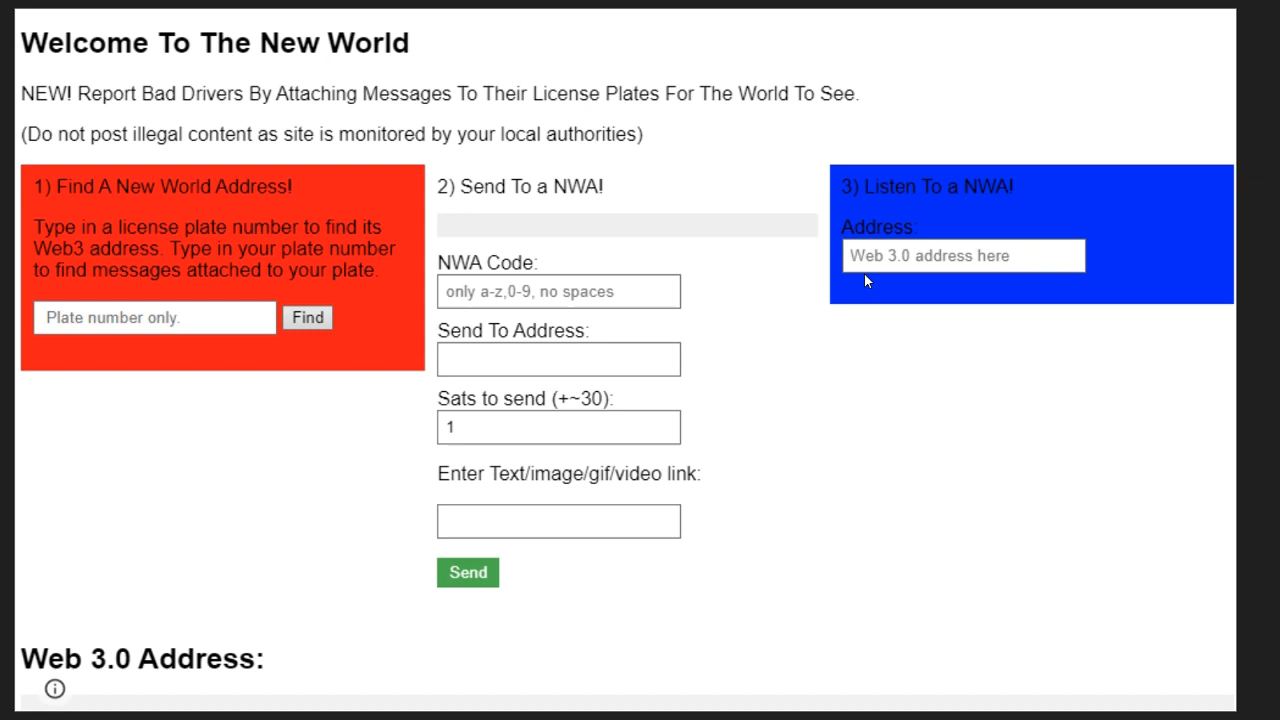 Welcome To The New World
NEW! Report Bad Drivers By Attaching Messages To Their License Plates For The World To See.
(Do not post illegal content as site is monitored by your local authorities)
1) Find A New World Address!
Type in a license plate number to find its
Web3 address. Type in your plate number
to find messages attached to your plate.
Plate number only.
Find
2) Send To a NWA!
NWA Code:
only a-z,0-9, no spaces
Send To Address:
Sats to send (+~30):
1
Enter Text/image/gif/video link:
Send
3) Listen To a NWA!
Address:
Web 3.0 address here
Web 3.0 Address: